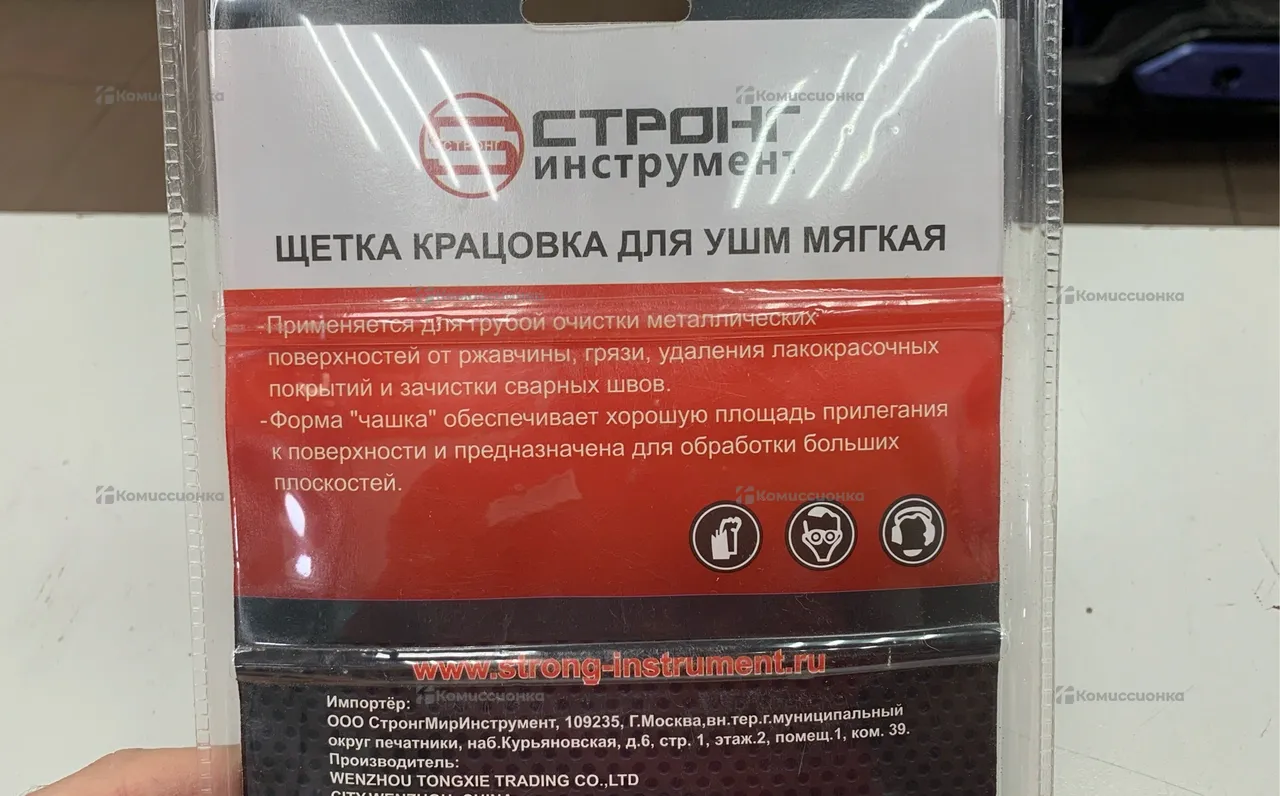 СТРОНГ
СТРОНГ
инструмент
ЩЕТКА КРАЦОВКА ДЛЯ УШМ МЯГКАЯ
-Применяется для грубой очистки металлических
поверхностей от ржавчины, грязи, удаления лакокрасочных
покрытий и зачистки сварных швов.
-Форма "чашка" обеспечивает хорошую площадь прилегания
к поверхности и предназначена для обработки больших
плоскостей.
www.strong-instrument.ru
Импортёр:
ООО СтронгМирИнструмент, 109235, Г.Москва,вн.тер.г.муниципальный
округ печатники, наб.Курьяновская, д.6, стр. 1, этаж.2, помещ.1, ком. 39.
Производитель:
WENZHOU TONGXIE TRADING CO.,LTD
Комиссионка
Комиссионка
Комиссионка
Комиссионка
Комиссионка
Комиссионка
Комиссионка
Комиссионка